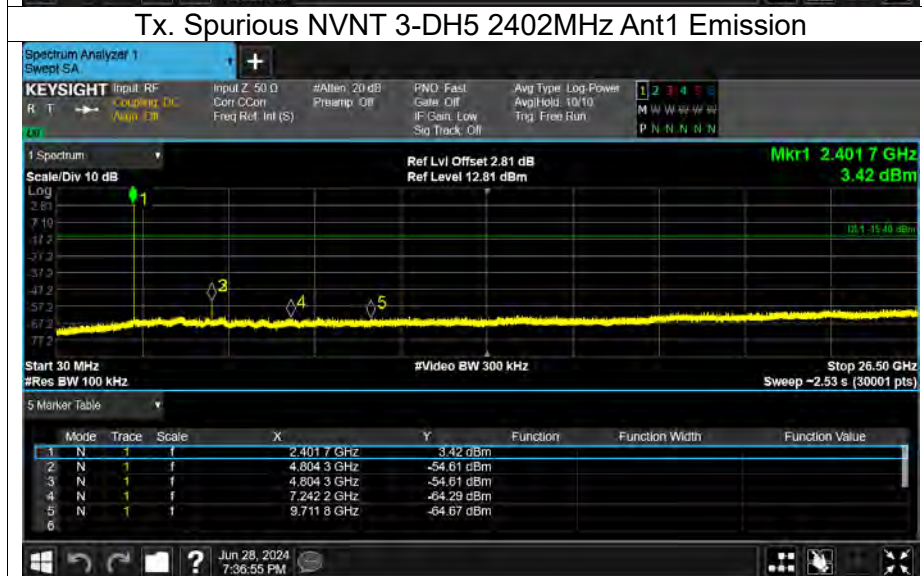 Tx. Spurious NVNT 3-DH5 2402MHz Ant1 Emission
Spectrum Analyzer 1
Swept SA
+
KEYSIGHT Input: RF Input Z: 50 Ω #Atten: 20 dB PNO: Fast Avg Type: Log-Power 1 2 3 4 5 6
R T Coupling: DC Corr CCorr Preamp: Off Gate: Off Avg|Hold: 10/10 M W W W W W
Align: Off Freq Ref: Int (S) IF Gain: Low Trig: Free Run
Sig Track: Off P N N N N N
1 Spectrum Ref Lvl Offset 2.81 dB Mkr1 2.401 7 GHz
Scale/Div 10 dB Ref Level 12.81 dBm 3.42 dBm
Log
1
2.81
-7.19
DL1 -15.40 dBm
-17.2
-27.2
-37.2
-47.2
3
-57.2
4 5
-67.2
-77.2
Start 30 MHz #Video BW 300 kHz Stop 26.50 GHz
#Res BW 100 kHz Sweep ~2.53 s (30001 pts)
5 Marker Table
Mode Trace Scale X Y Function Function Width Function Value
1 N 1 f 2.401 7 GHz 3.42 dBm
2 N 1 f 4.804 3 GHz -54.61 dBm
3 N 1 f 4.804 3 GHz -54.61 dBm
4 N 1 f 7.242 2 GHz -64.29 dBm
5 N 1 f 9.711 8 GHz -64.67 dBm
6
? Jun 28, 2024
7:36:55 PM